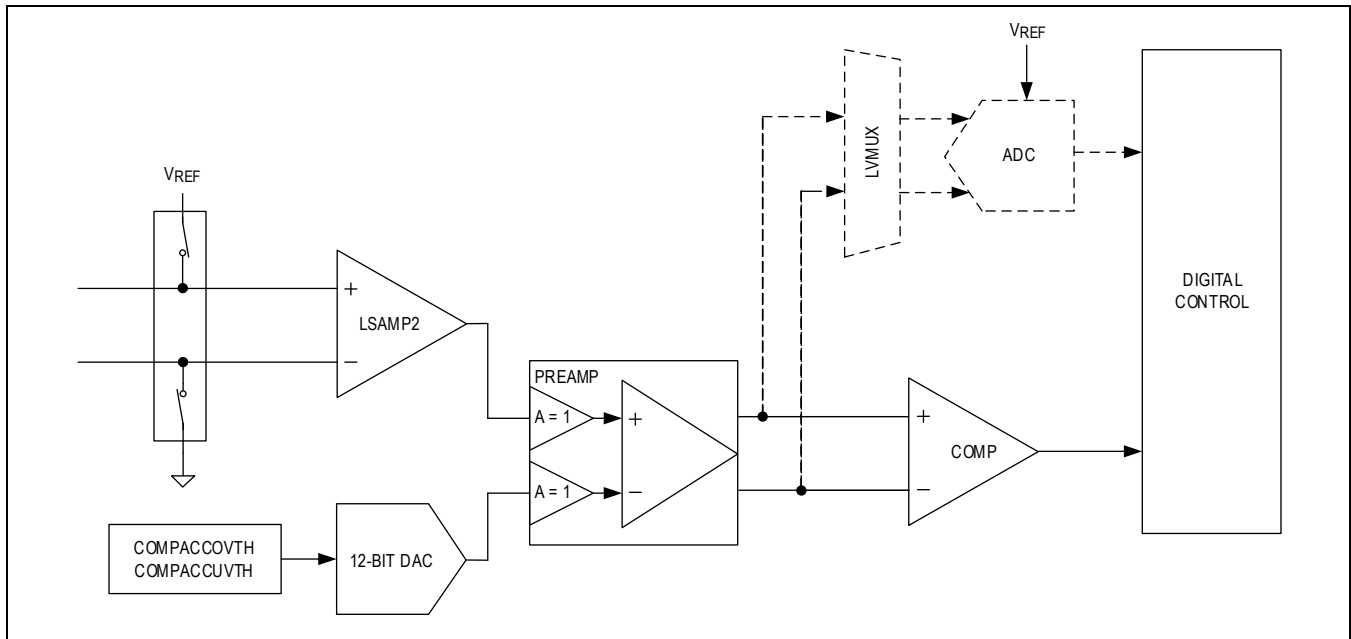 VREF
LVMUX
ADC
VREF
DIGITAL
CONTROL
+
LSAMP2
−
PREAMP
A = 1
+
A = 1
−
+
COMP
−
COMPACCOVTH
COMPACCUVTH
12-BIT DAC